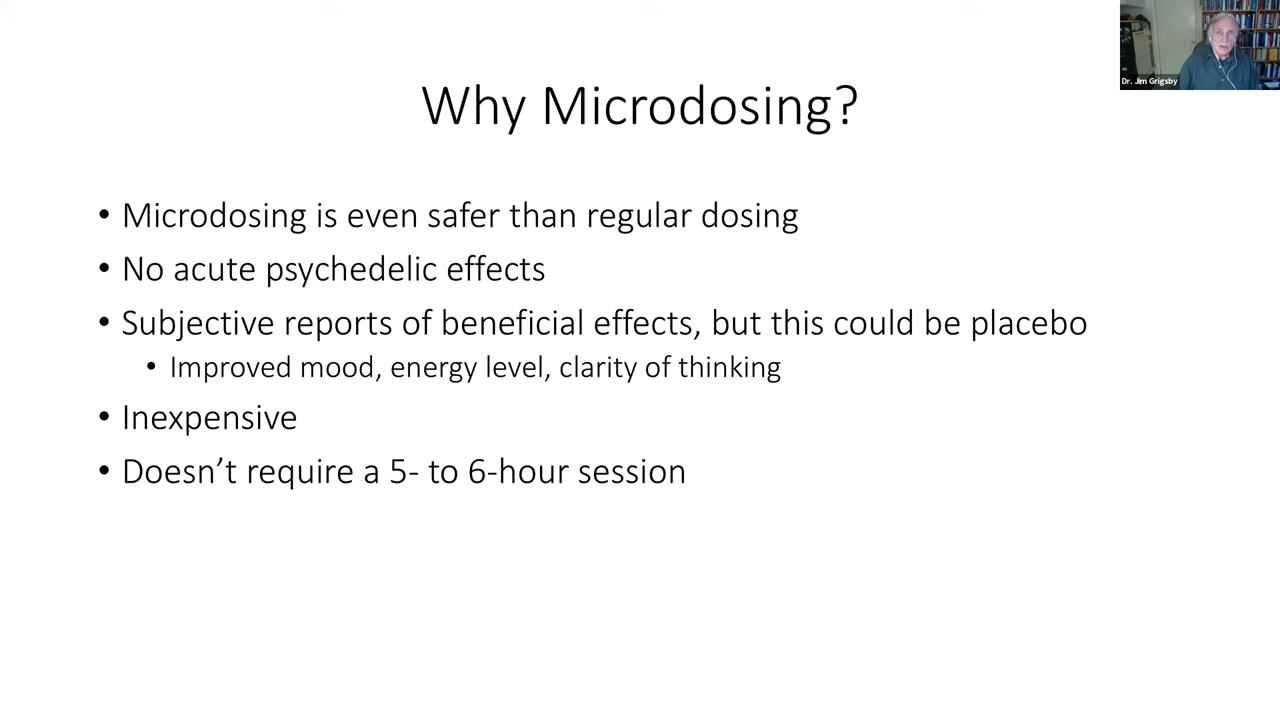 Why Microdosing?
• Microdosing is even safer than regular dosing
• No acute psychedelic effects
• Subjective reports of beneficial effects, but this could be placebo
• Improved mood, energy level, clarity of thinking
• Inexpensive
• Doesn’t require a 5- to 6-hour session
Dr. Jim Grigsby